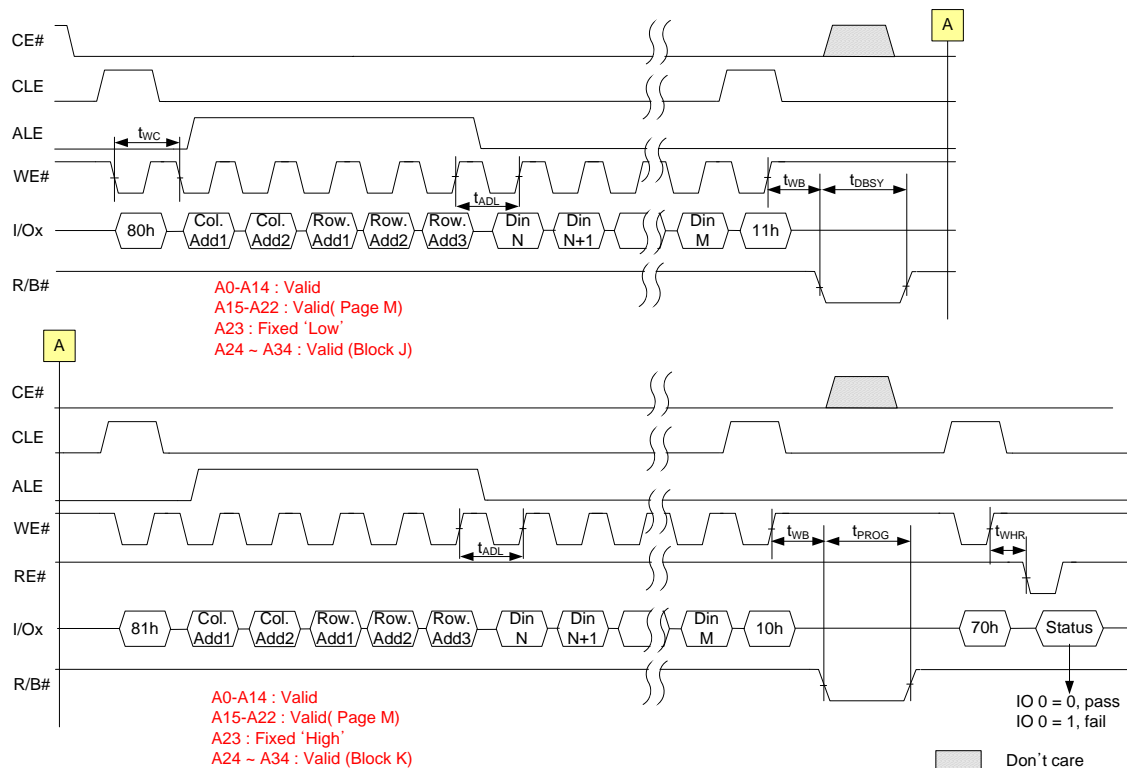 A
CE#
CLE
ALE
tWC
WE#
tADL
tWB
tDBSY
I/Ox
80h
Col. Add1
Col. Add2
Row. Add1
Row. Add2
Row. Add3
Din N
Din N+1
Din M
11h
R/B#
A0-A14 : Valid
A15-A22 : Valid( Page M)
A23 : Fixed ‘Low’
A24 ~ A34 : Valid (Block J)
A
CE#
CLE
ALE
WE#
tADL
tWB
tPROG
tWHR
RE#
I/Ox
81h
Col. Add1
Col. Add2
Row. Add1
Row. Add2
Row. Add3
Din N
Din N+1
Din M
10h
70h
Status
R/B#
A0-A14 : Valid
A15-A22 : Valid( Page M)
A23 : Fixed ‘High’
A24 ~ A34 : Valid (Block K)
IO 0 = 0, pass
IO 0 = 1, fail
Don’t care